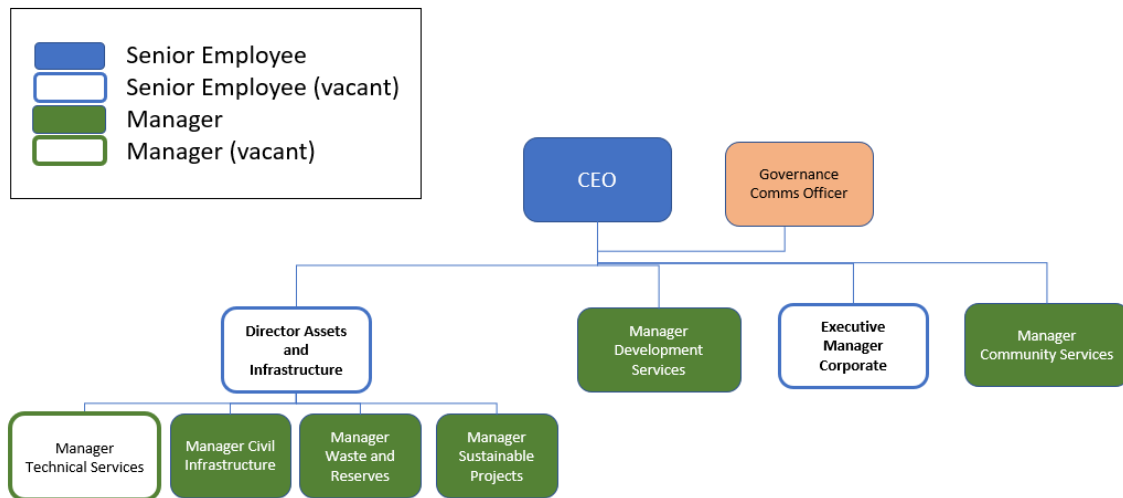 Senior Employee
Senior Employee (vacant)
Manager
Manager (vacant)
CEO
Governance
Comms Officer
Director Assets
and
Infrastructure
Manager
Development
Services
Executive
Manager
Corporate
Manager
Community Services
Manager
Technical Services
Manager Civil
Infrastructure
Manager
Waste and
Reserves
Manager
Sustainable
Projects